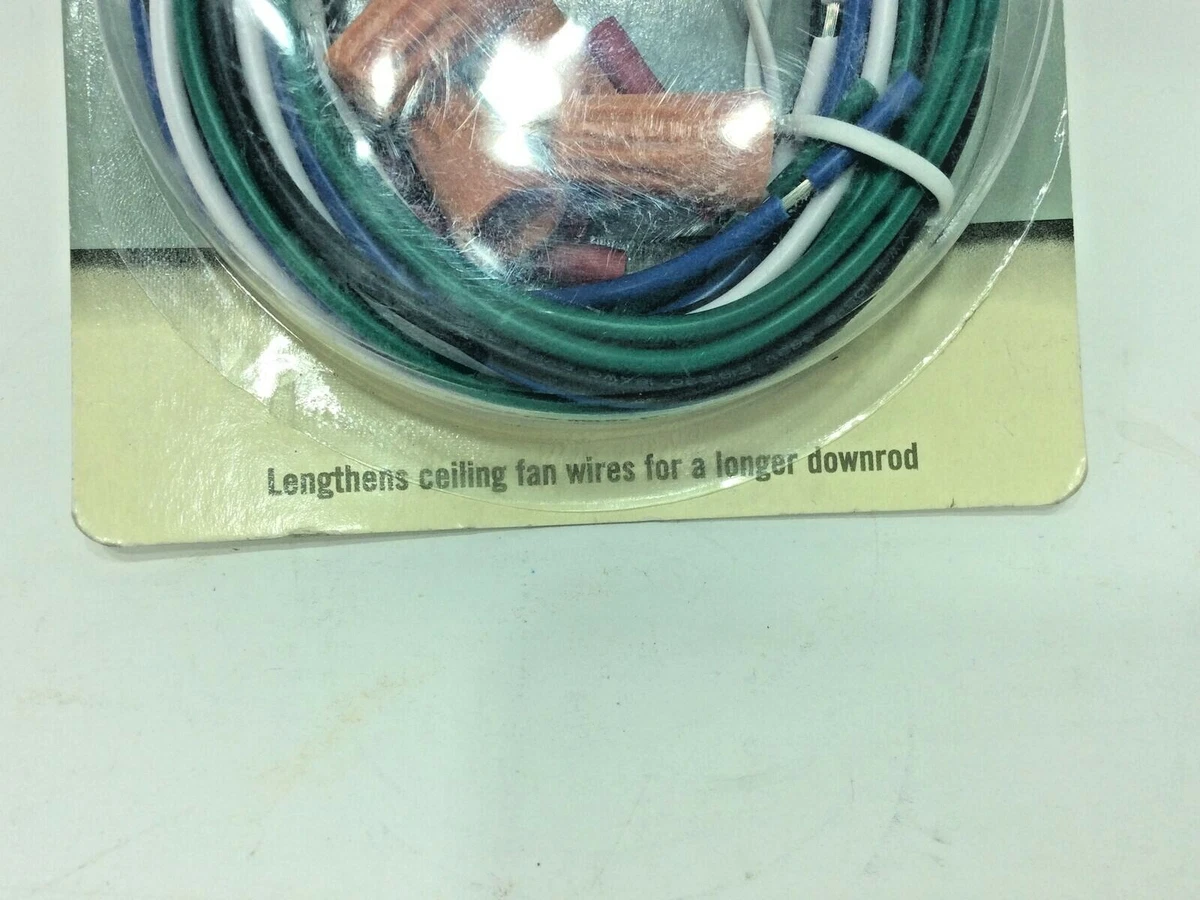 Lengthens ceiling fan wires for a longer downrod